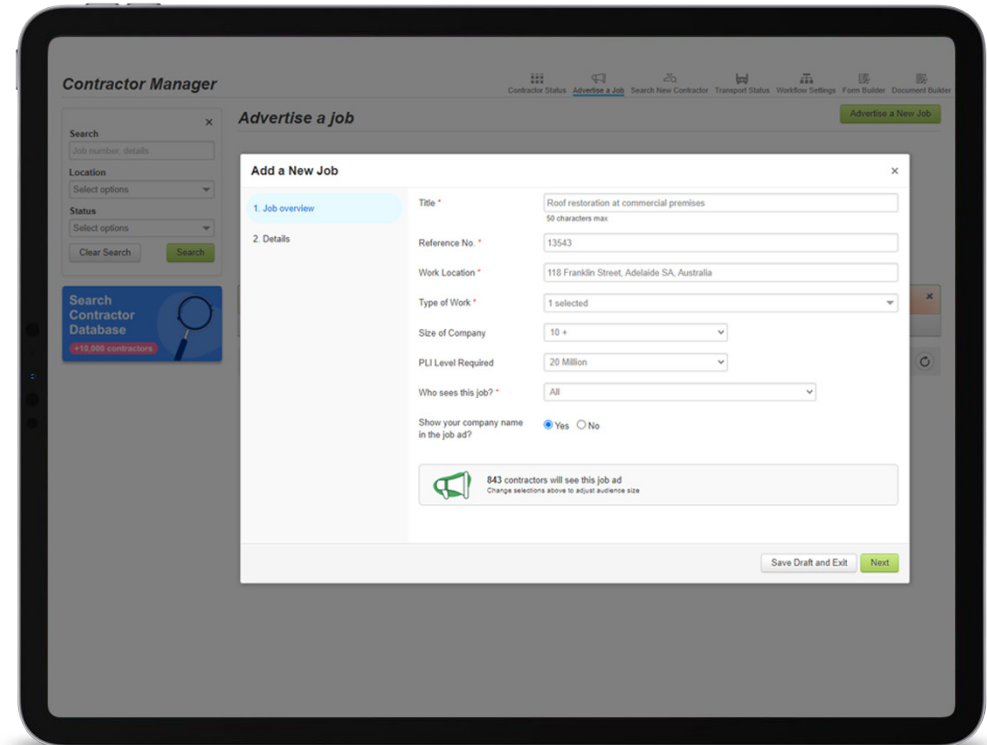 Contractor Manager
Contractor Status
Advertise a Job
Search New Contractor
Transport Status
Workflow Settings
Form Builder
Document Builder
Advertise a job
Advertise a New Job
Search
Job number, details
Location
Select options
Status
Select options
Clear Search
Search
Search
Contractor
Database
+10,000 contractors
Add a New Job
1. Job overview
2. Details
Title *
Roof restoration at commercial premises
50 characters max
Reference No. *
13543
Work Location *
118 Franklin Street, Adelaide SA, Australia
Type of Work *
1 selected
Size of Company
10 +
PLI Level Required
20 Million
Who sees this job? *
All
Show your company name
in the job ad?
Yes
No
843 contractors will see this job ad
Change selections above to adjust audience size
Save Draft and Exit
Next